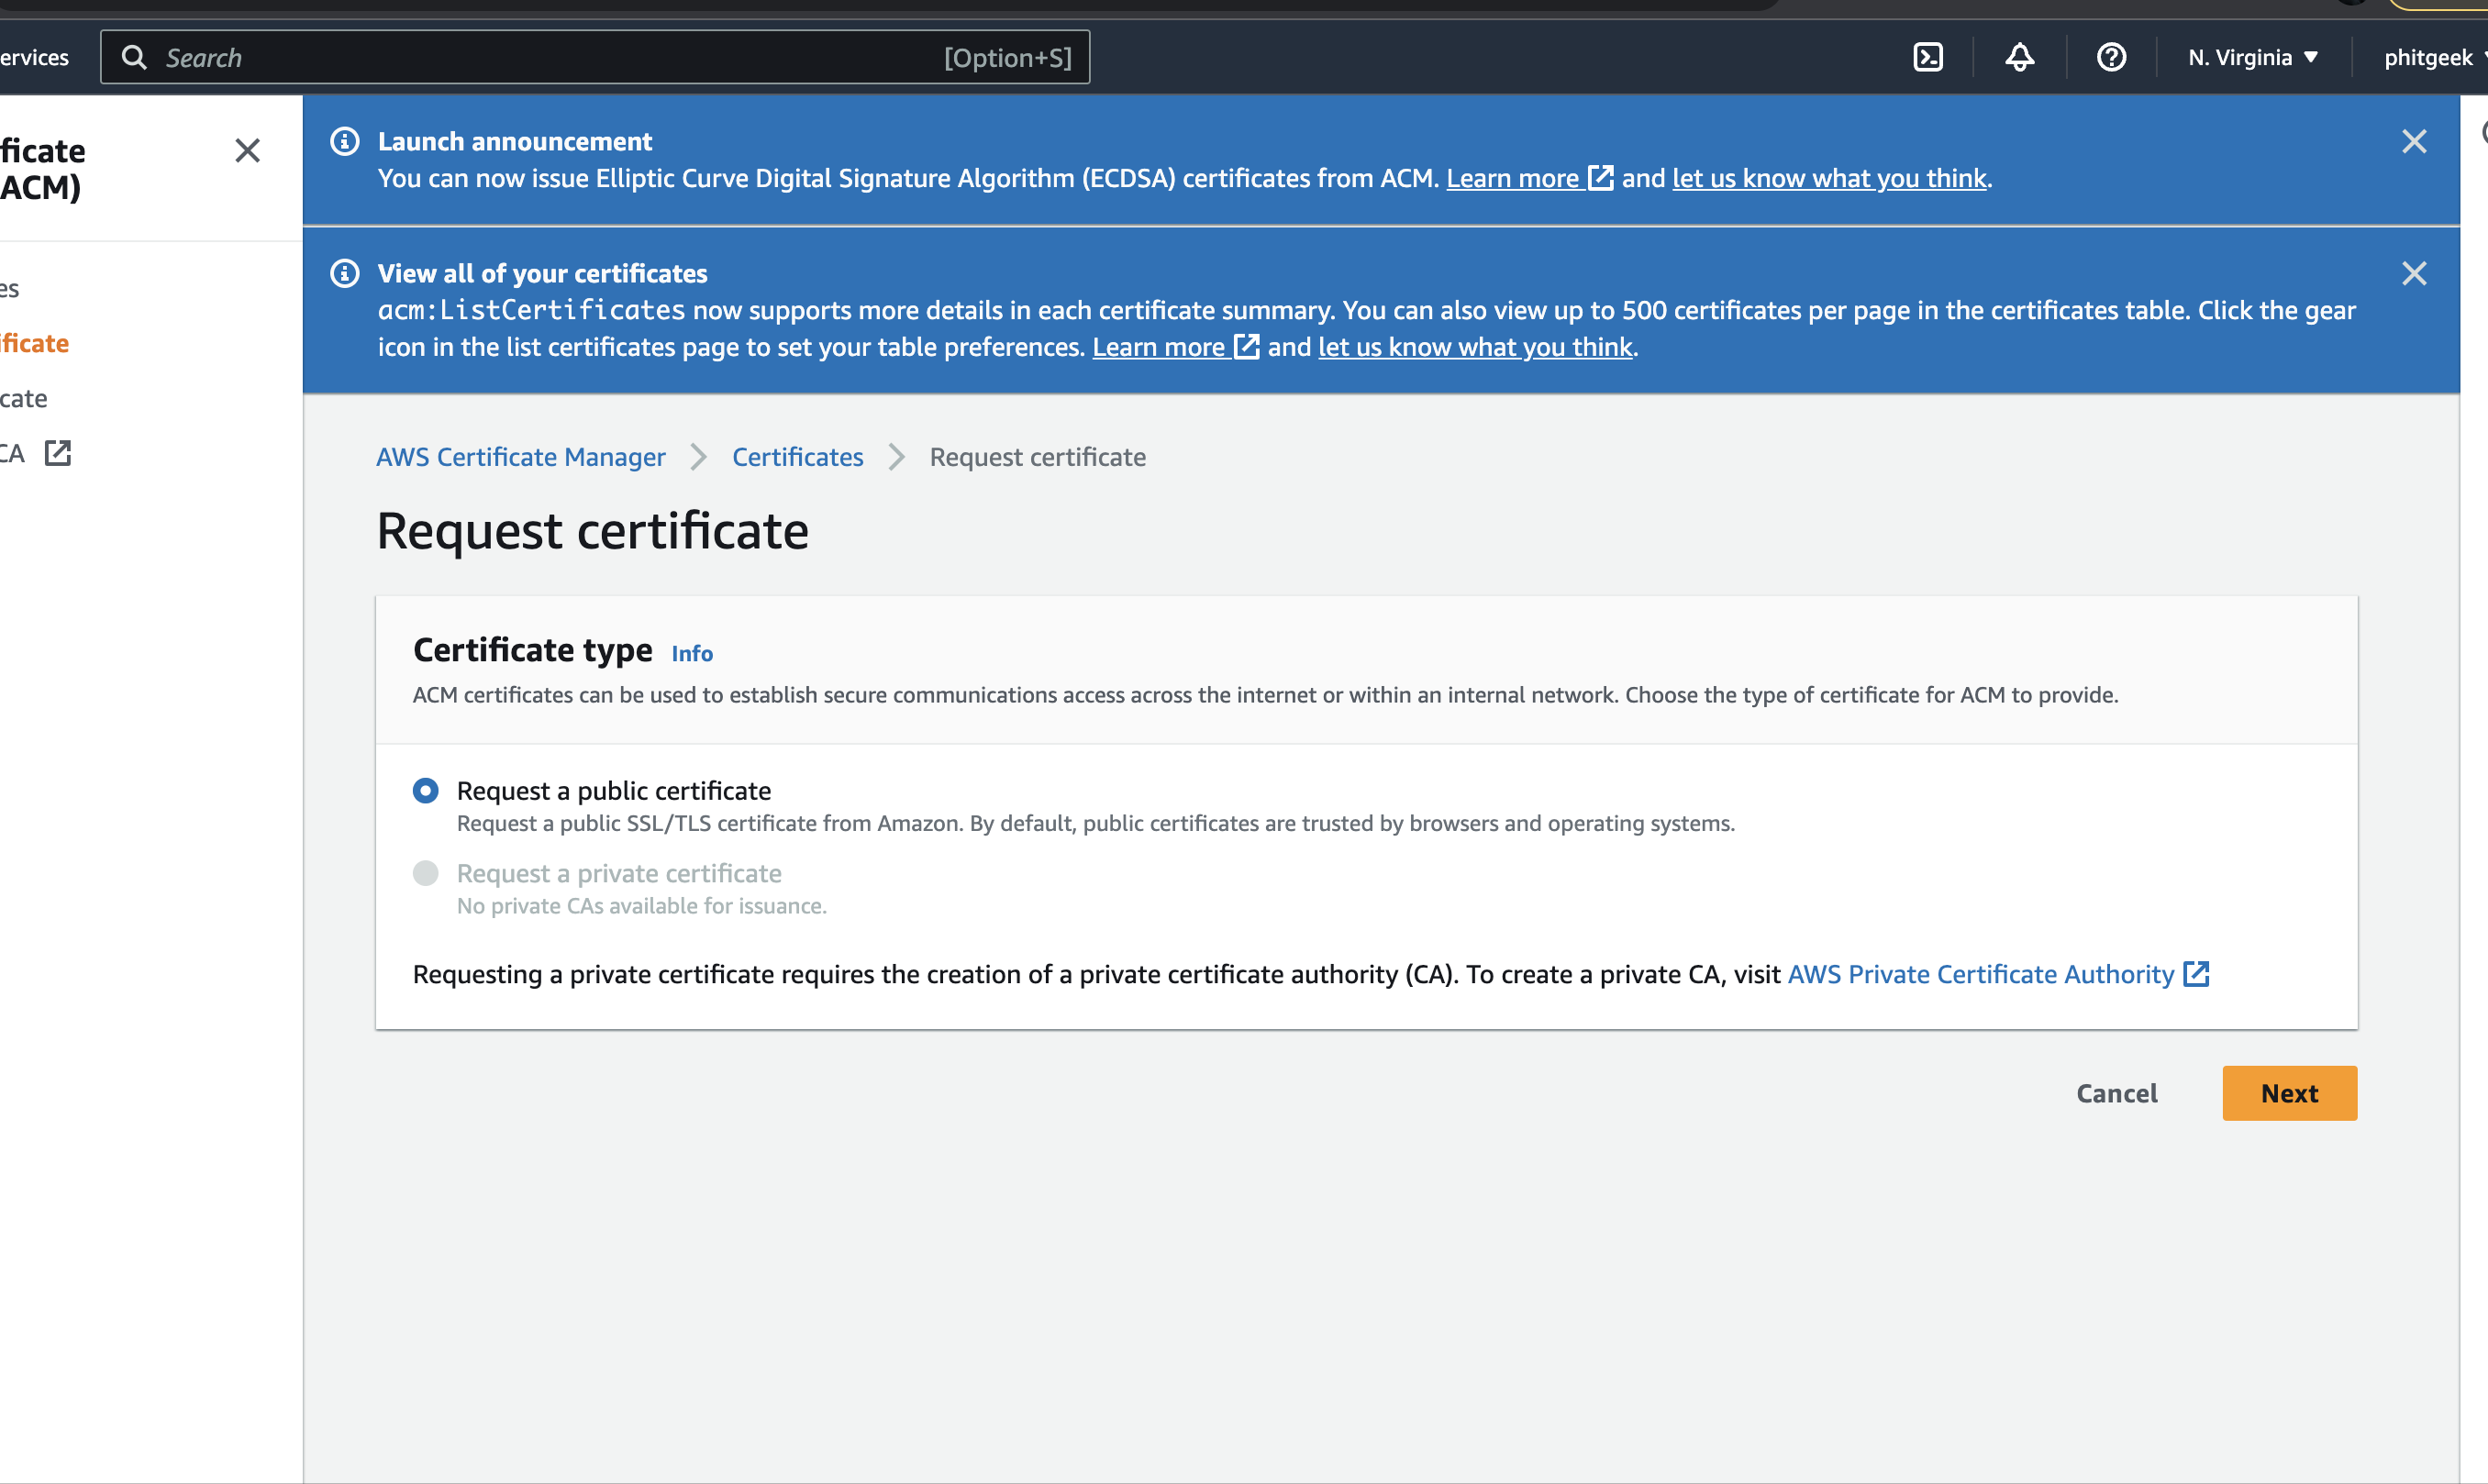 ervices
Search
[Option+S]
N. Virginia
phitgeek
ficate
ACM)
es
ificate
cate
CA
Launch announcement
You can now issue Elliptic Curve Digital Signature Algorithm (ECDSA) certificates from ACM. Learn more and let us know what you think.
View all of your certificates
acm:ListCertificates now supports more details in each certificate summary. You can also view up to 500 certificates per page in the certificates table. Click the gear
icon in the list certificates page to set your table preferences. Learn more and let us know what you think.
AWS Certificate Manager
Certificates
Request certificate
Request certificate
Certificate type Info
ACM certificates can be used to establish secure communications access across the internet or within an internal network. Choose the type of certificate for ACM to provide.
Request a public certificate
Request a public SSL/TLS certificate from Amazon. By default, public certificates are trusted by browsers and operating systems.
Request a private certificate
No private CAs available for issuance.
Requesting a private certificate requires the creation of a private certificate authority (CA). To create a private CA, visit AWS Private Certificate Authority
Cancel
Next